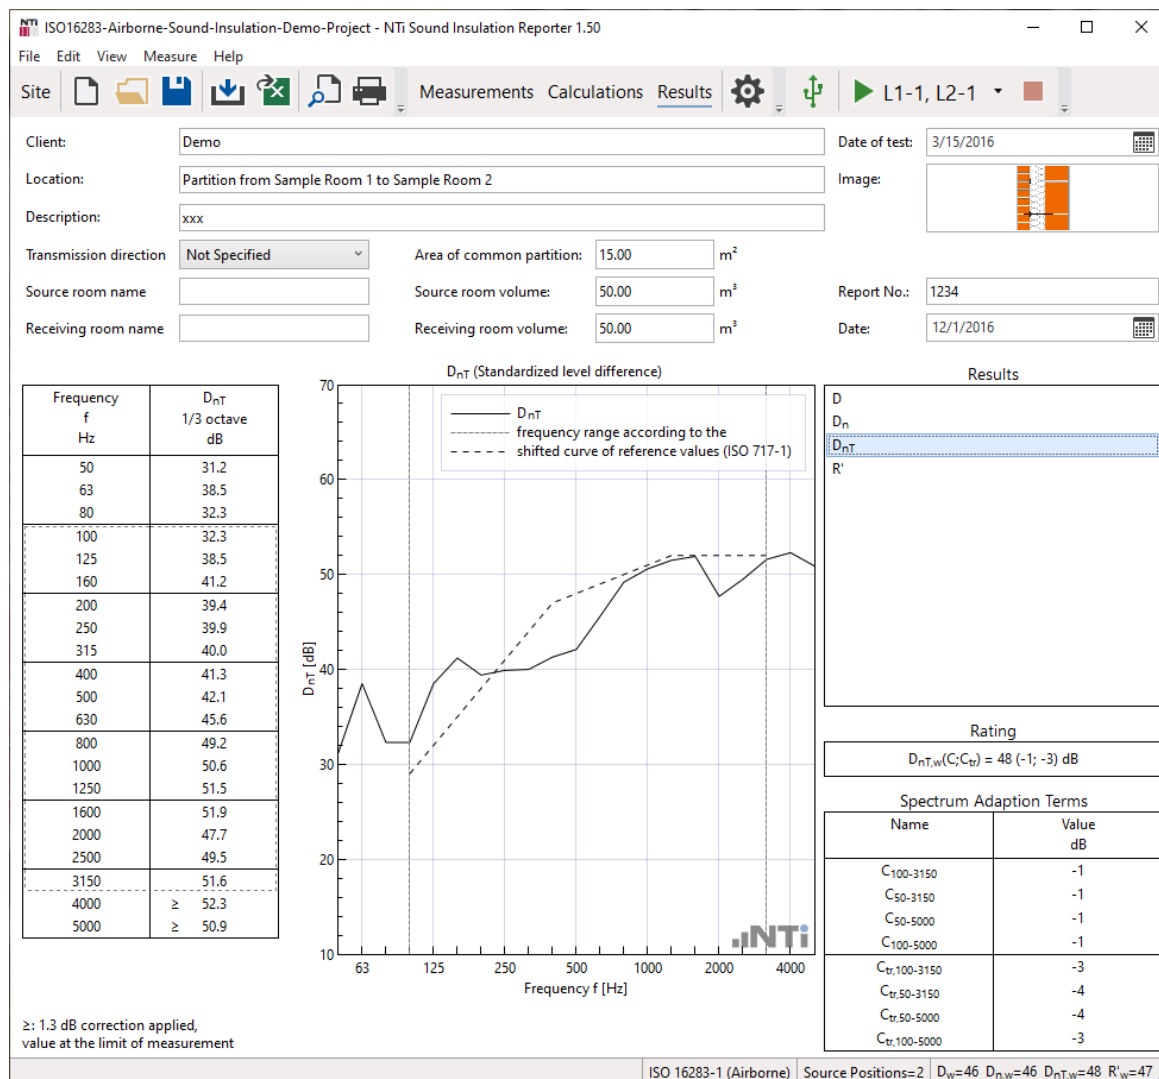 NTi ISO16283-Airborne-Sound-Insulation-Demo-Project - NTi Sound Insulation Reporter 1.50
File Edit View Measure Help
Site Measurements Calculations Results L1-1, L2-1
Client: Demo Date of test: 3/15/2016
Location: Partition from Sample Room 1 to Sample Room 2 Image:
Description: xxx
Transmission direction Not Specified Area of common partition: 15.00 m²
Source room name Source room volume: 50.00 m³ Report No.: 1234
Receiving room name Receiving room volume: 50.00 m³ Date: 12/1/2016
Frequency f Hz DnT 1/3 octave dB
50 31.2
63 38.5
80 32.3
100 32.3
125 38.5
160 41.2
200 39.4
250 39.9
315 40.0
400 41.3
500 42.1
630 45.6
800 49.2
1000 50.6
1250 51.5
1600 51.9
2000 47.7
2500 49.5
3150 51.6
4000 ≥ 52.3
5000 ≥ 50.9
≥: 1.3 dB correction applied,
value at the limit of measurement
DnT (Standardized level difference)
DnT
frequency range according to the
shifted curve of reference values (ISO 717-1)
DnT [dB]
70
60
50
40
30
20
10
63 125 250 500 1000 2000 4000
Frequency f [Hz]
NTi
Results
D
Dn
DnT
R'
Rating
DnT,w(C;Ctr) = 48 (-1; -3) dB
Spectrum Adaption Terms
Name Value
dB
C100-3150 -1
C50-3150 -1
C50-5000 -1
C100-5000 -1
Ctr,100-3150 -3
Ctr,50-3150 -4
Ctr,50-5000 -4
Ctr,100-5000 -3
ISO 16283-1 (Airborne) Source Positions=2 Dw=46 Dn,w=46 DnT,w=48 R'w=47